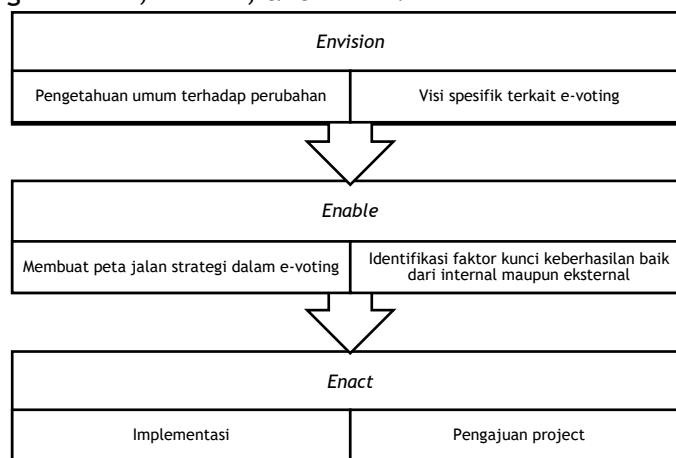 Envision
Pengetahuan umum terhadap perubahan
Visi spesifik terkait e-voting
Enable
Membuat peta jalan strategi dalam e-voting
Identifikasi faktor kunci keberhasilan baik
dari internal maupun eksternal
Enact
Implementasi
Pengajuan project